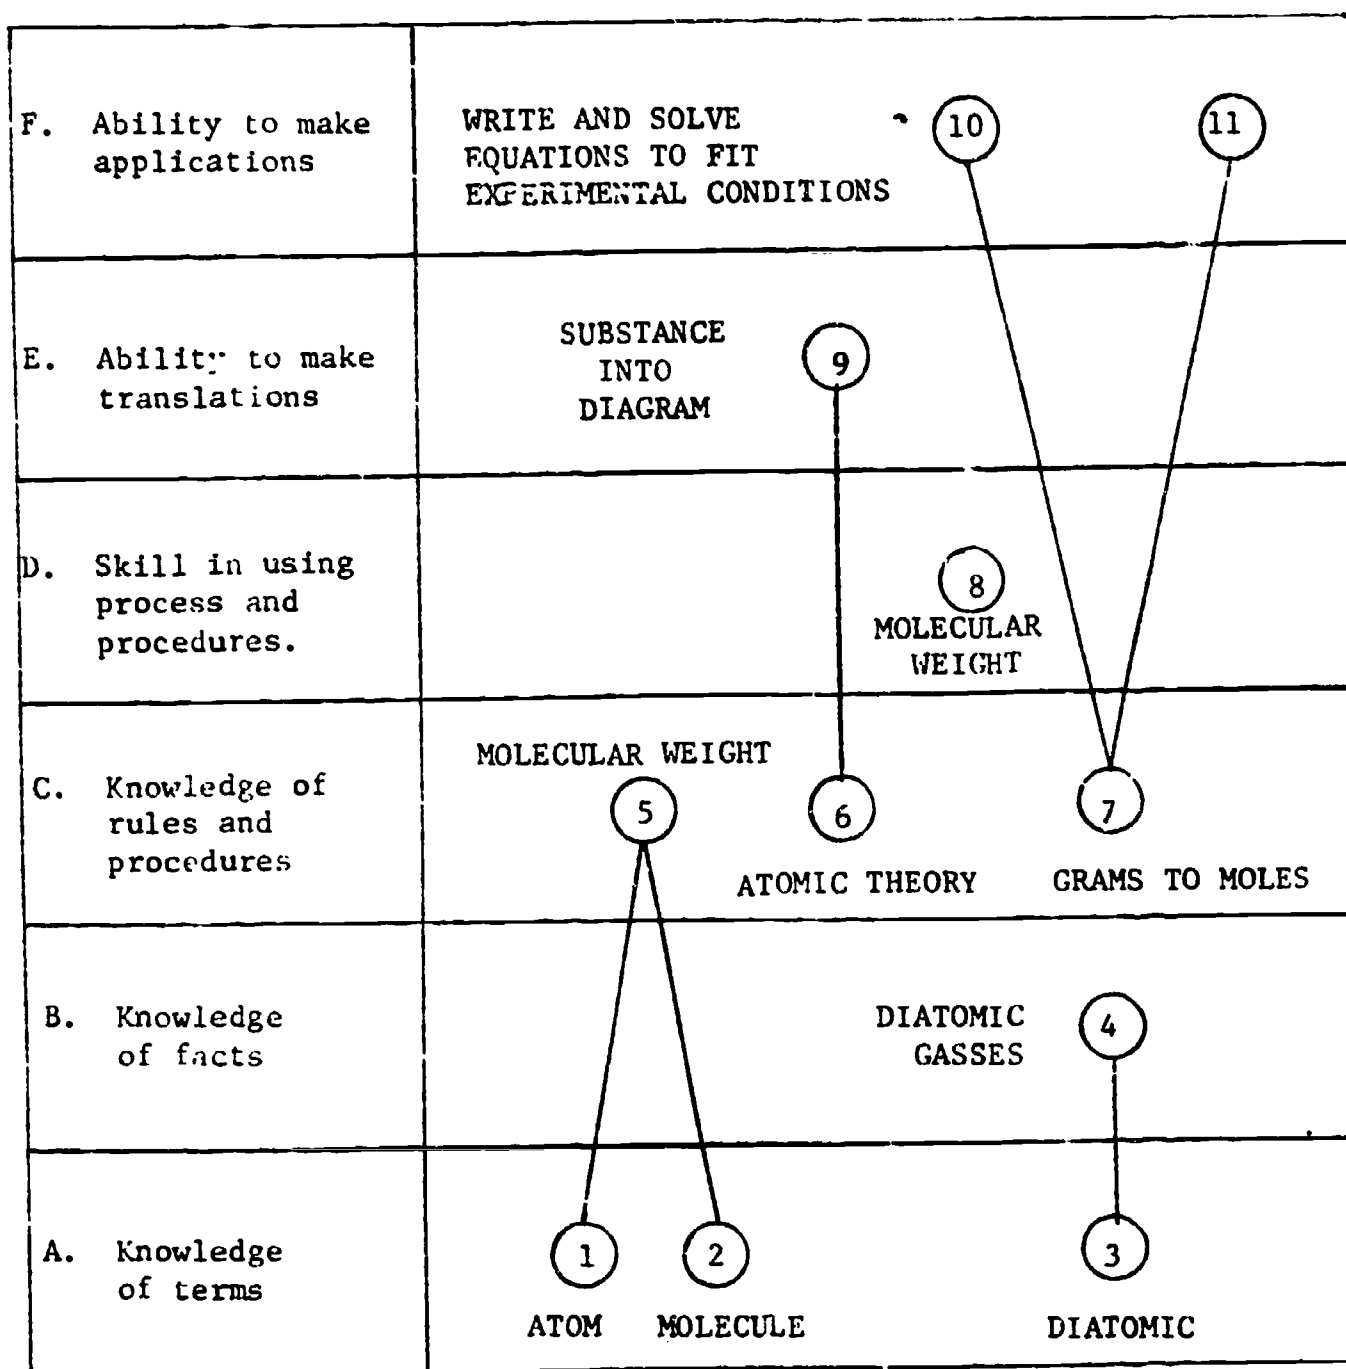 F. Ability to make
applications
WRITE AND SOLVE
EQUATIONS TO FIT
EXPERIMENTAL CONDITIONS
10
11
E. Ability to make
translations
SUBSTANCE
INTO
DIAGRAM
9
D. Skill in using
process and
procedures.
8
MOLECULAR
WEIGHT
C. Knowledge of
rules and
procedures
MOLECULAR WEIGHT
5
6
7
ATOMIC THEORY
GRAMS TO MOLES
B. Knowledge
of facts
DIATOMIC
GASSES
4
A. Knowledge
of terms
1
2
3
ATOM
MOLECULE
DIATOMIC